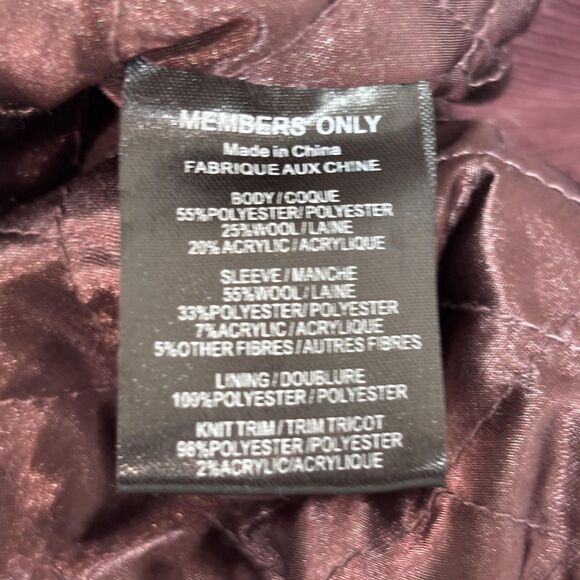 MEMBERS ONLY
Made in China
FABRIQUE AUX CHINE
BODY/COQUE
55%POLYESTER/POLYESTER
25%WOOL/LAINE
20%ACRYLIC/ACRYLIQUE
SLEEVE/MANCHE
55%WOOL/LAINE
33%POLYESTER/POLYESTER
7%ACRYLIC/ACRYLIQUE
5%OTHER FIBRES/AUTRES FIBRES
LINING/DOUBLURE
100%POLYESTER/POLYESTER
KNIT TRIM/TRIM TRICOT
98%POLYESTER/POLYESTER
2%ACRYLIC/ACRYLIQUE